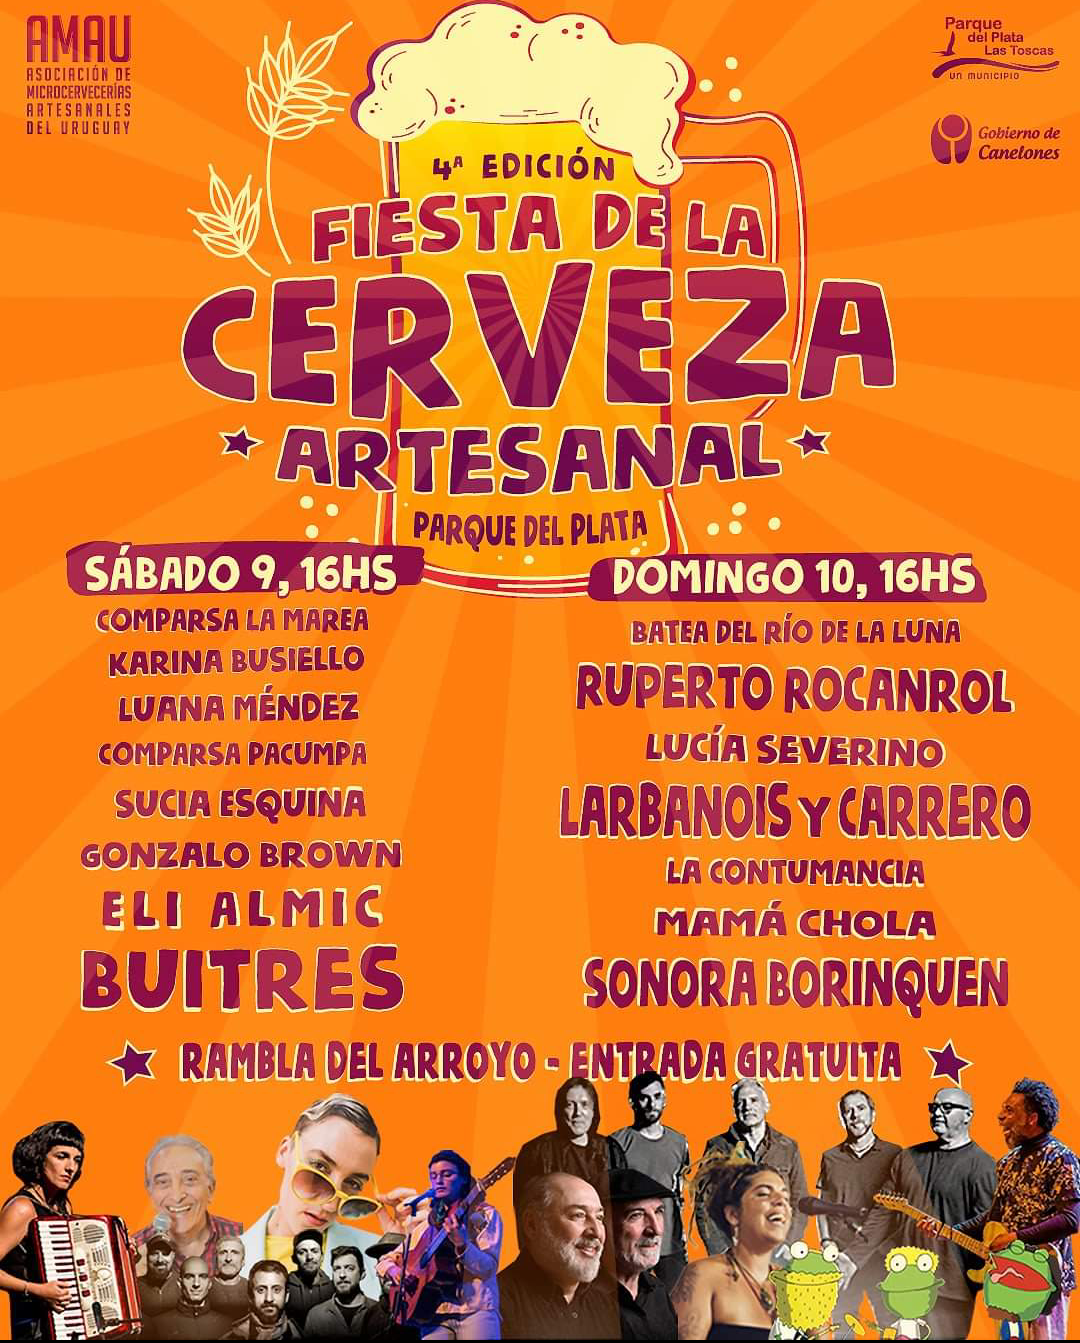 AMAU
ASOCIACIÓN DE
MICROCERVECERÍAS
ARTESANALES
DEL URUGUAY
Parque
del Plata
Las Toscas
UN MUNICIPIO
Gobierno de
Canelones
4ª EDICIÓN
FIESTA DE LA
CERVEZA
ARTESANAL
PARQUE DEL PLATA
SÁBADO 9, 16HS
COMPARSA LA MAREA
KARINA BUSIELLO
LUANA MÉNDEZ
COMPARSA PACUMPA
SUCIA ESQUINA
GONZALO BROWN
ELI ALMIC
BUITRES
DOMINGO 10, 16HS
BATEA DEL RÍO DE LA LUNA
RUPERTO ROCANROL
LUCÍA SEVERINO
LARBANOIS Y CARRERO
LA CONTUMANCIA
MAMÁ CHOLA
SONORA BORINQUEN
RAMBLA DEL ARROYO - ENTRADA GRATUITA